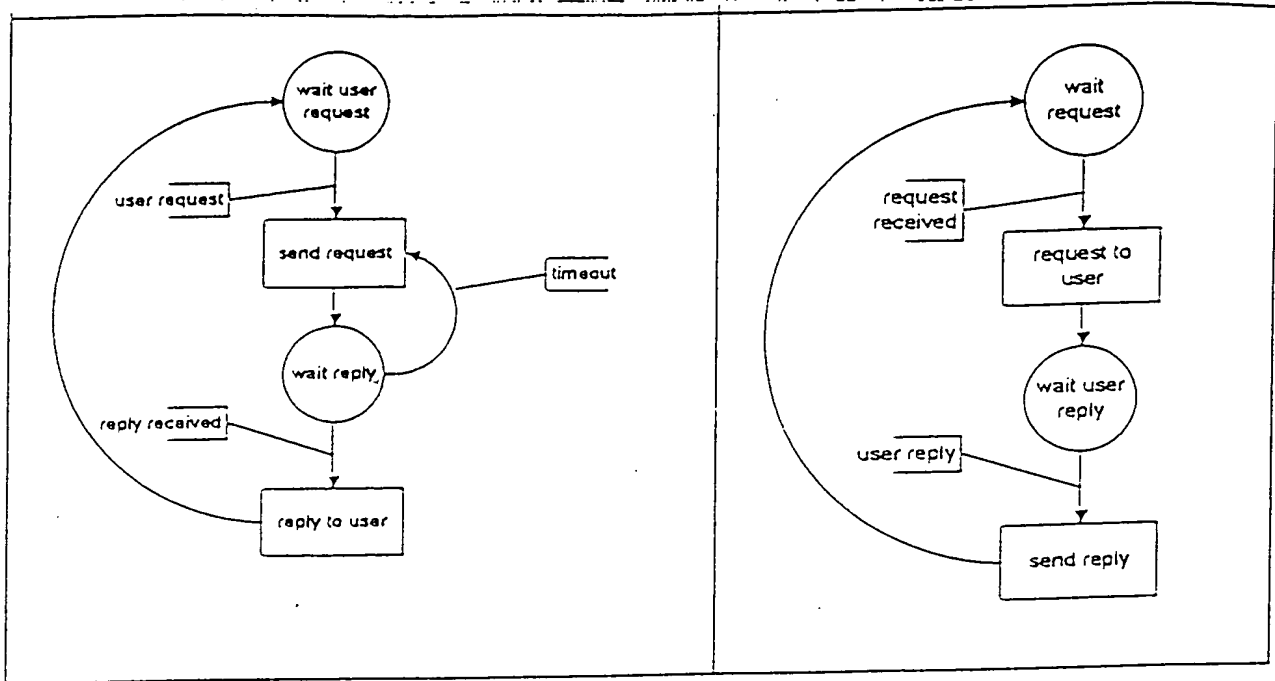 wait user
request
user request
send request
timeout
wait reply
reply received
reply to user
wait
request
request
received
request to
user
wait user
reply
user reply
send reply